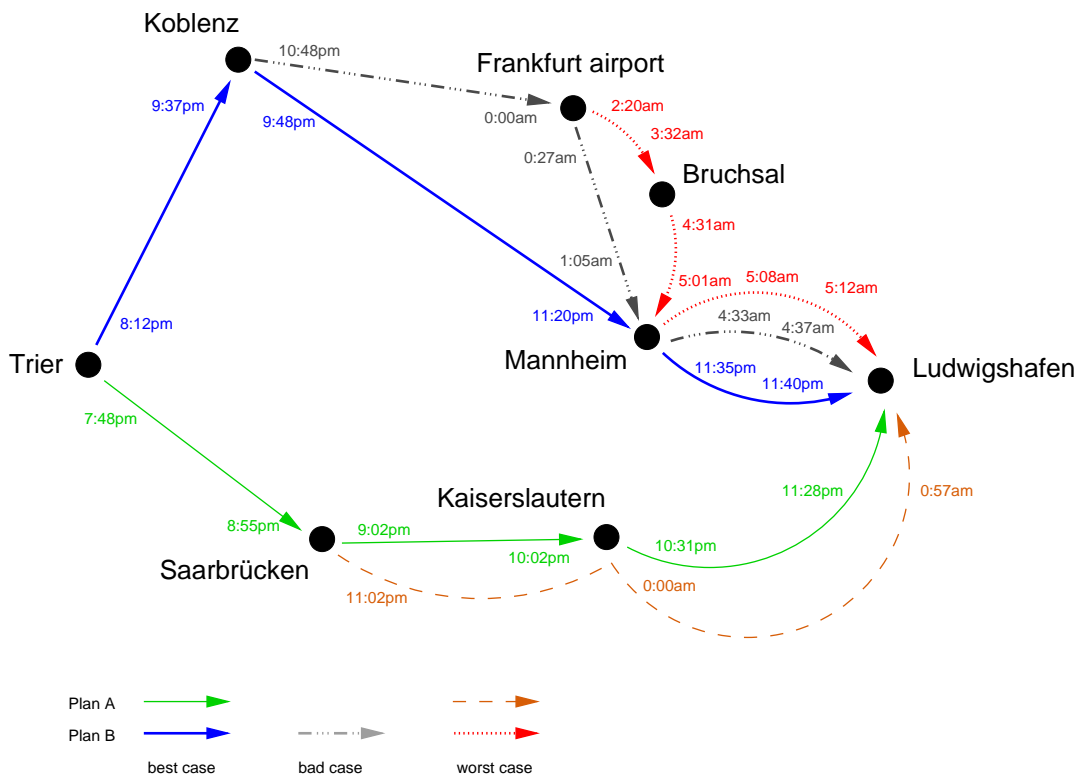 Koblenz
10:48pm
Frankfurt airport
9:37pm
2:20am
0:00am
9:48pm
3:32am
0:27am
Bruchsal
4:31am
1:05am
5:01am
5:08am
5:12am
8:12pm
11:20pm
4:33am
4:37am
Trier
Mannheim
11:35pm
11:40pm
Ludwigshafen
7:48pm
11:28pm
0:57am
Kaiserslautern
8:55pm
9:02pm
10:02pm
10:31pm
Saarbrücken
11:02pm
0:00am
Plan A
Plan B
best case
bad case
worst case